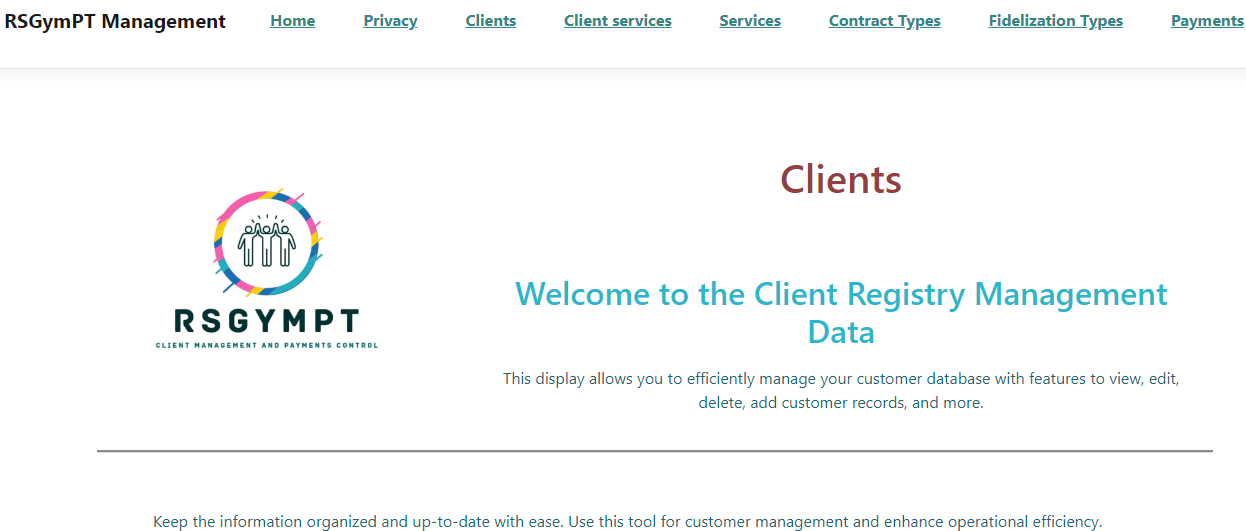 RSGymPT Management Home Privacy Clients Client services Services Contract Types Fidelization Types Payments
Clients
RSGYMPT
CLIENT MANAGEMENT AND PAYMENTS CONTROL
Welcome to the Client Registry Management
Data
This display allows you to efficiently manage your customer database with features to view, edit,
delete, add customer records, and more.
Keep the information organized and up-to-date with ease. Use this tool for customer management and enhance operational efficiency.